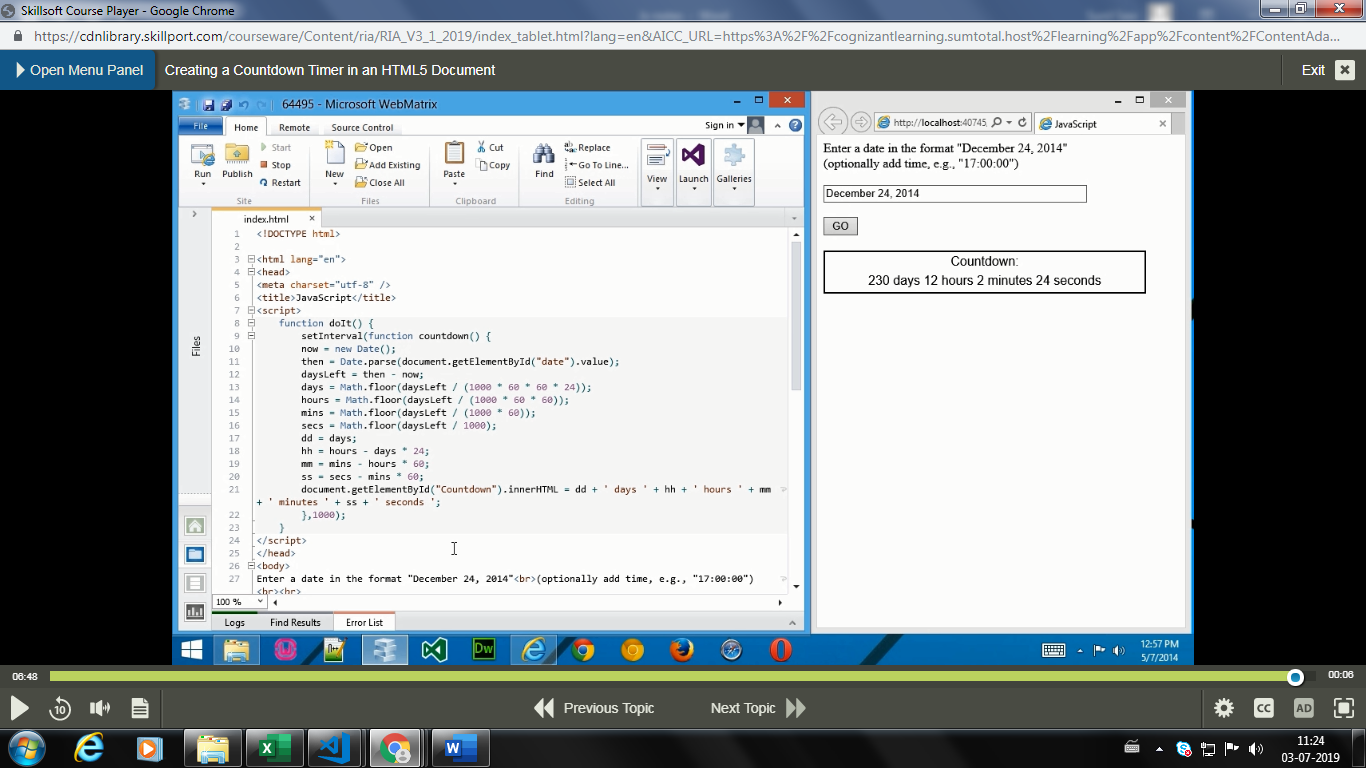 Skillsoft Course Player - Google Chrome
https://cdnlibrary.skillport.com/courseware/Content/ria/RIA_V3_1_2019/index_tablet.html?lang=en&AICC_URL=https%3A%2F%2Fcognizantlearning.sumtotal.host%2Flearning%2Fapp%2Fcontent%2FContentAda...
Open Menu Panel
Creating a Countdown Timer in an HTML5 Document
Exit
64495 - Microsoft WebMatrix
File
Home
Remote
Source Control
Sign in
Run
Publish
Start
Stop
Restart
Site
New
Open
Add Existing
Close All
Files
Paste
Cut
Copy
Clipboard
Find
Replace
Go To Line...
Select All
Editing
View
Launch
Galleries
Files
index.html
1 <!DOCTYPE html>
2
3 <html lang="en">
4 <head>
5 <meta charset="utf-8" />
6 <title>JavaScript</title>
7 <script>
8 function doIt() {
9 setInterval(function countdown() {
10 now = new Date();
11 then = Date.parse(document.getElementById("date").value);
12 daysLeft = then - now;
13 days = Math.floor(daysLeft / (1000 * 60 * 60 * 24));
14 hours = Math.floor(daysLeft / (1000 * 60 * 60));
15 mins = Math.floor(daysLeft / (1000 * 60));
16 secs = Math.floor(daysLeft / 1000);
17 dd = days;
18 hh = hours - days * 24;
19 mm = mins - hours * 60;
20 ss = secs - mins * 60;
21 document.getElementById("Countdown").innerHTML = dd + ' days ' + hh + ' hours ' + mm
+ ' minutes ' + ss + ' seconds ';
22 },1000);
23 }
24 </script>
25 </head>
26 <body>
27 Enter a date in the format "December 24, 2014"<br>(optionally add time, e.g., "17:00:00")
<br><br>
100 %
Logs
Find Results
Error List
http://localhost:40745
JavaScript
Enter a date in the format "December 24, 2014"
(optionally add time, e.g., "17:00:00")
December 24, 2014
GO
Countdown:
230 days 12 hours 2 minutes 24 seconds
Dw
12:57 PM
5/7/2014
06:48
00:06
10
Previous Topic
Next Topic
CC
AD
11:24
03-07-2019